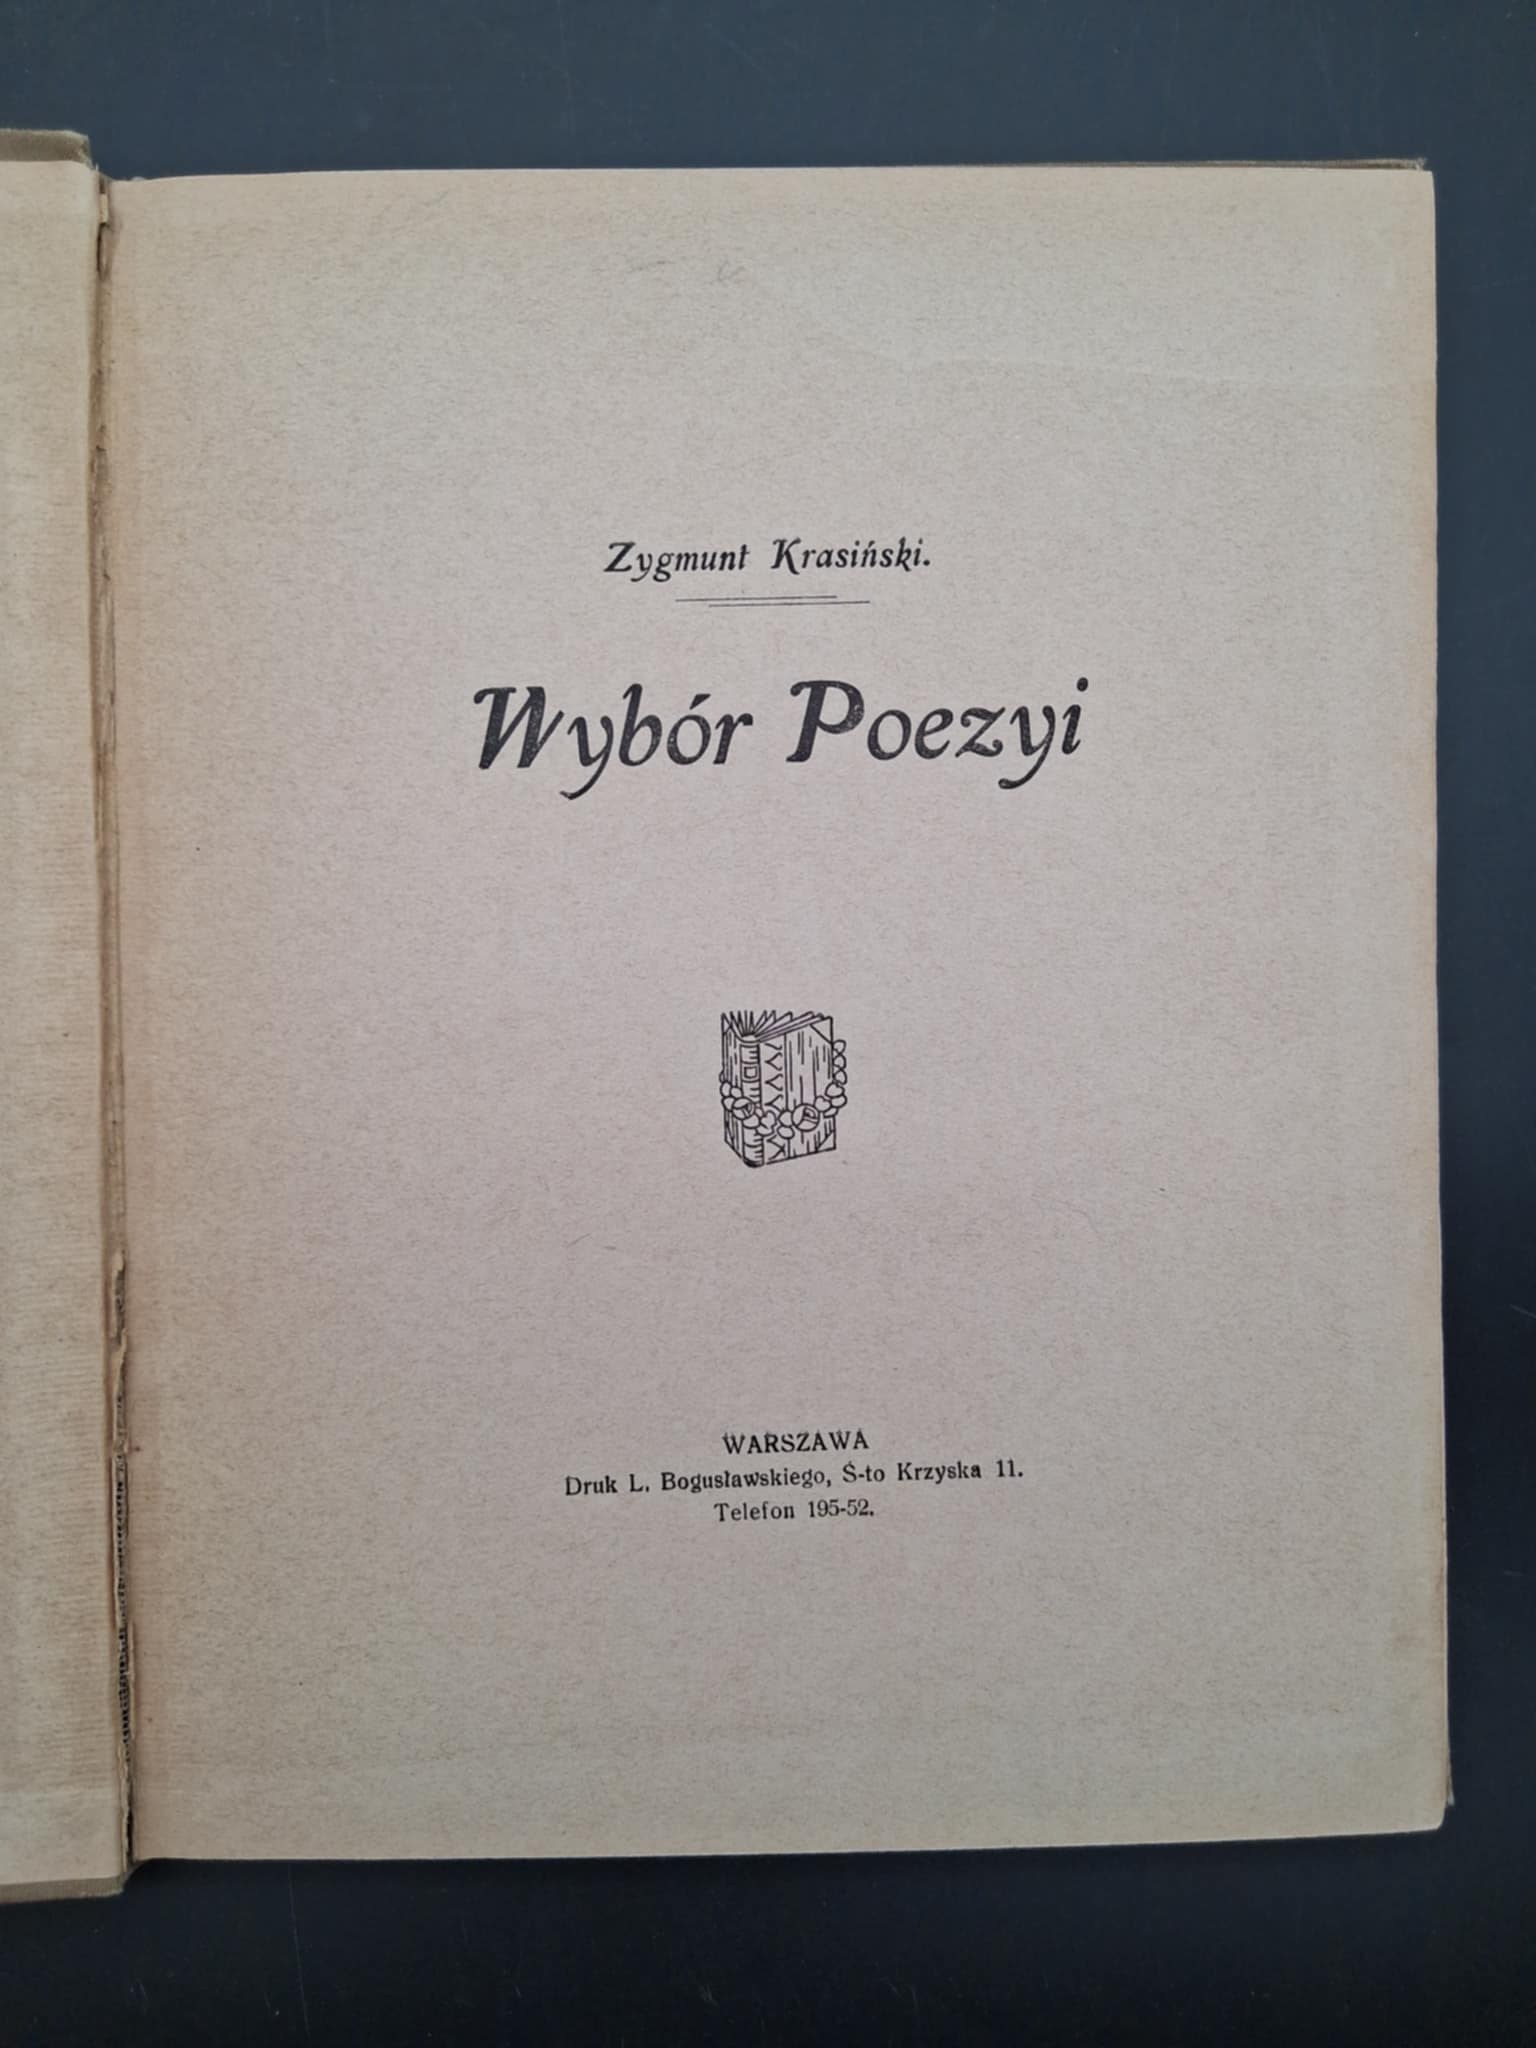 Zygmunt Krasiński.
Wybór Poezyi
WARSZAWA
Druk L. Bogusławskiego, Ś-to Krzyska 11.
Telefon 195-52.